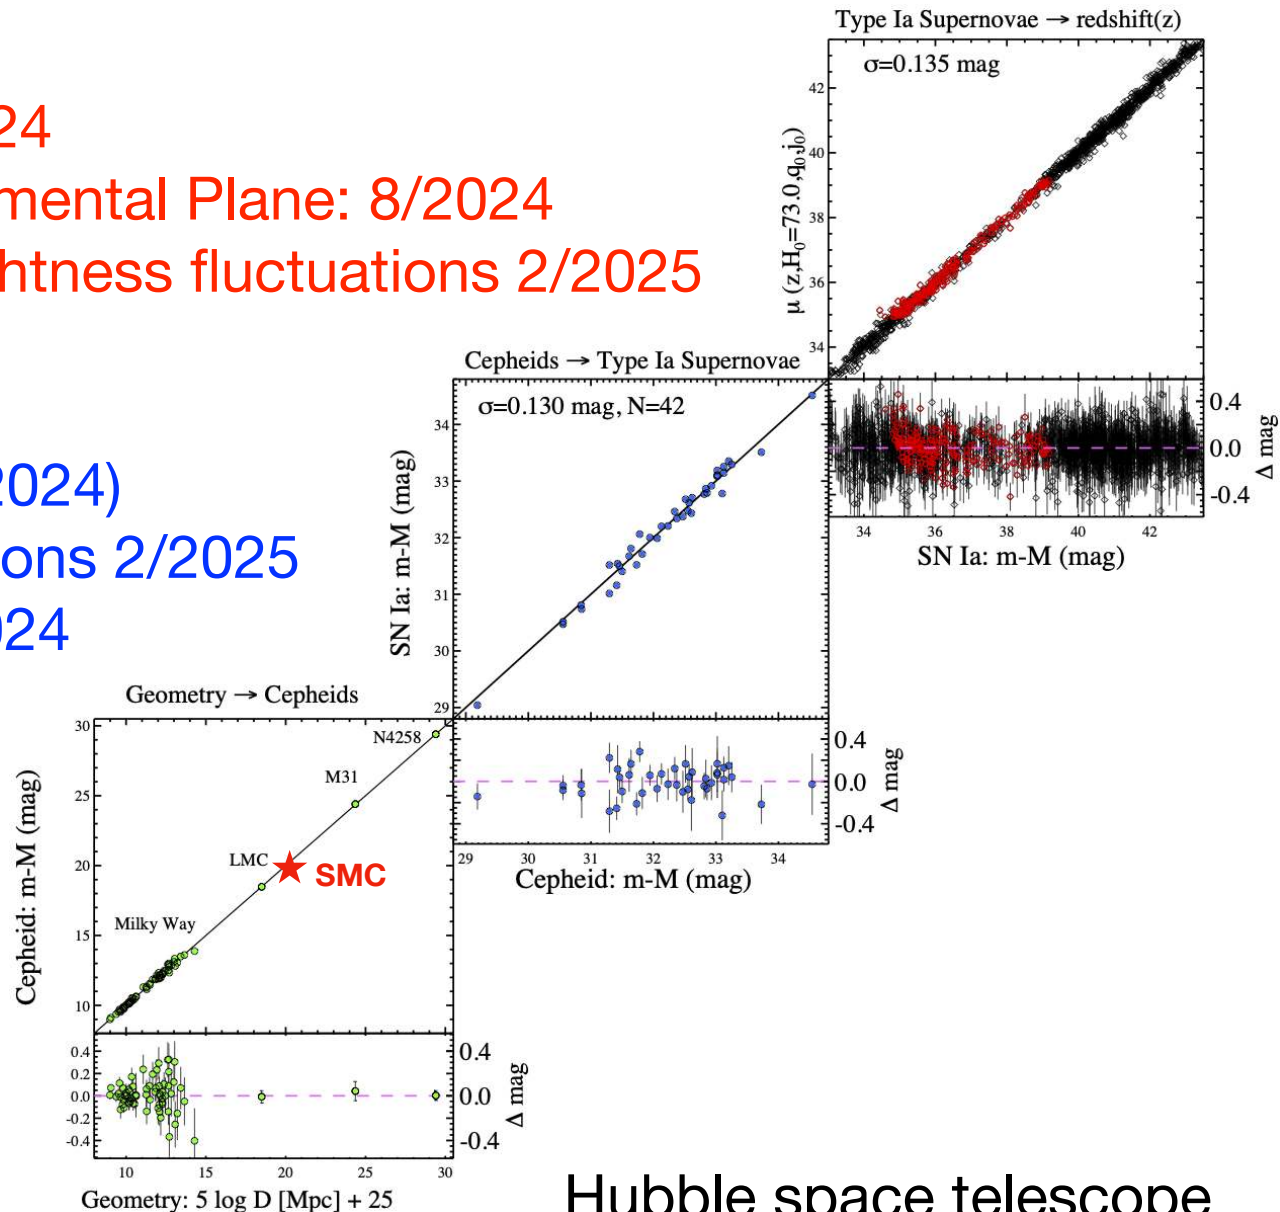 Type Ia Supernovae → redshift(z)
σ=0.135 mag
42
40
38
36
34
μ (z,H₀=73.0,q₀,j₀)
0.4
0.0
-0.4
Δ mag
34 36 38 40 42
SN Ia: m-M (mag)
24
mental Plane: 8/2024
htness fluctuations 2/2025
Cepheids → Type Ia Supernovae
σ=0.130 mag, N=42
34
33
32
31
30
29
SN Ia: m-M (mag)
0.4
0.0
-0.4
Δ mag
29 30 31 32 33 34
Cepheid: m-M (mag)
2024)
ons 2/2025
024
Geometry → Cepheids
30
25
20
15
10
Cepheid: m-M (mag)
N4258
M31
LMC
SMC
Milky Way
0.4
0.2
0.0
-0.2
-0.4
0.4
0.0
-0.4
Δ mag
10 15 20 25 30
Geometry: 5 log D [Mpc] + 25
Hubble space telescope